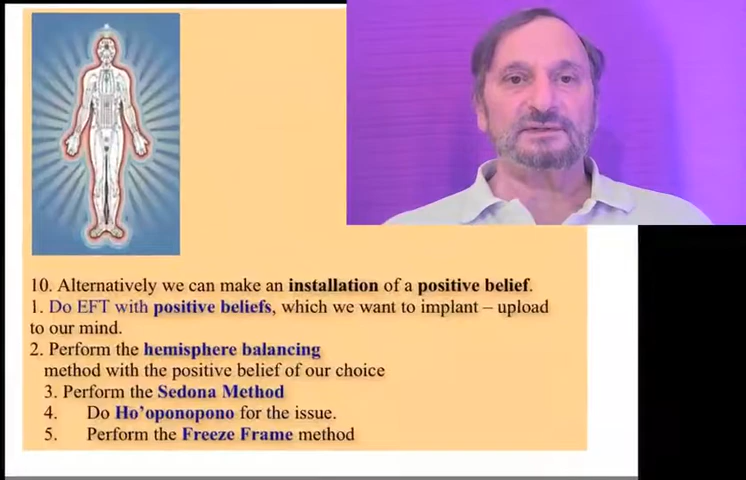 10. Alternatively we can make an installation of a positive belief.
1. Do EFT with positive beliefs, which we want to implant – upload
to our mind.
2. Perform the hemisphere balancing
method with the positive belief of our choice
3. Perform the Sedona Method
4. Do Ho’oponopono for the issue.
5. Perform the Freeze Frame method